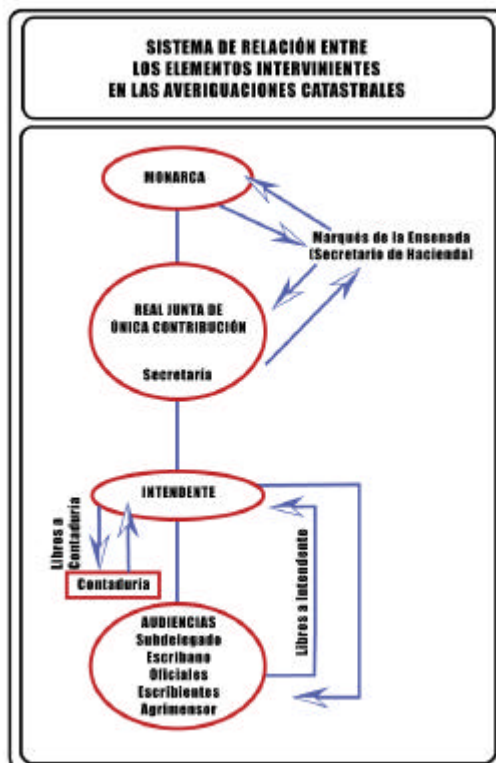 SISTEMA DE RELACIÓN ENTRE
LOS ELEMENTOS INTERVINIENTES
EN LAS AVERIGUACIONES CATASTRALES
MONARCA
Marqués de la Ensenada
(Secretario de Hacienda)
REAL JUNTA DE
ÚNICA CONTRIBUCIÓN
Secretaría
INTENDENTE
Libros a
Contaduría
Contaduría
Libros a Intendente
AUDIENCIAS
Subdelegado
Escribano
Oficiales
Escribientes
Agrimensor